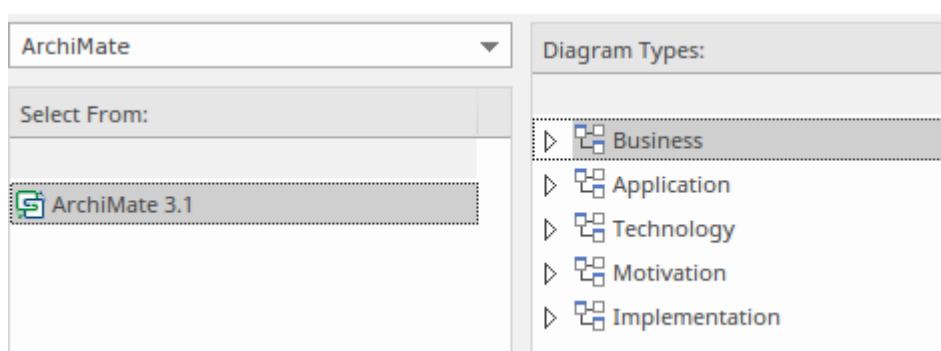 ArchiMate
Select From:
ArchiMate 3.1
Diagram Types:
Business
Application
Technology
Motivation
Implementation